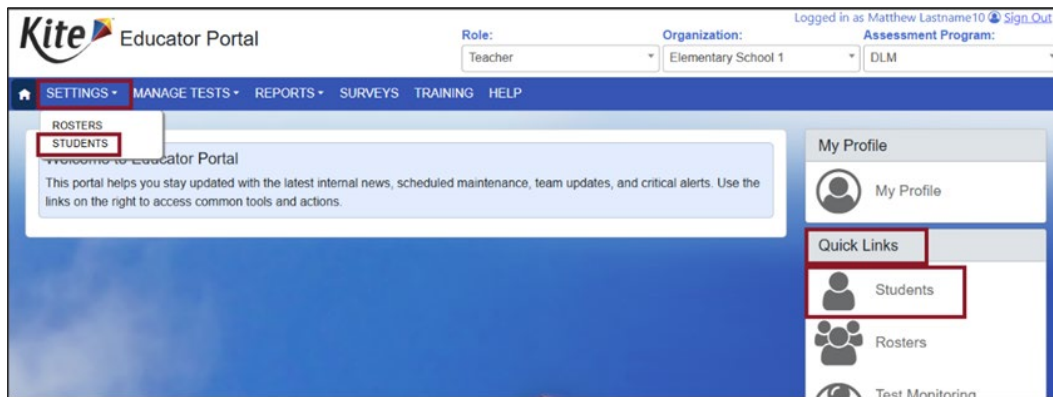 Logged in as Matthew Lastname10 Sign Out
Kite Educator Portal
Role: Organization: Assessment Program:
Teacher Elementary School 1 DLM
SETTINGS MANAGE TESTS REPORTS SURVEYS TRAINING HELP
ROSTERS
STUDENTS
Welcome to Educator Portal
This portal helps you stay updated with the latest internal news, scheduled maintenance, team updates, and critical alerts. Use the
links on the right to access common tools and actions.
My Profile
My Profile
Quick Links
Students
Rosters
Test Monitoring